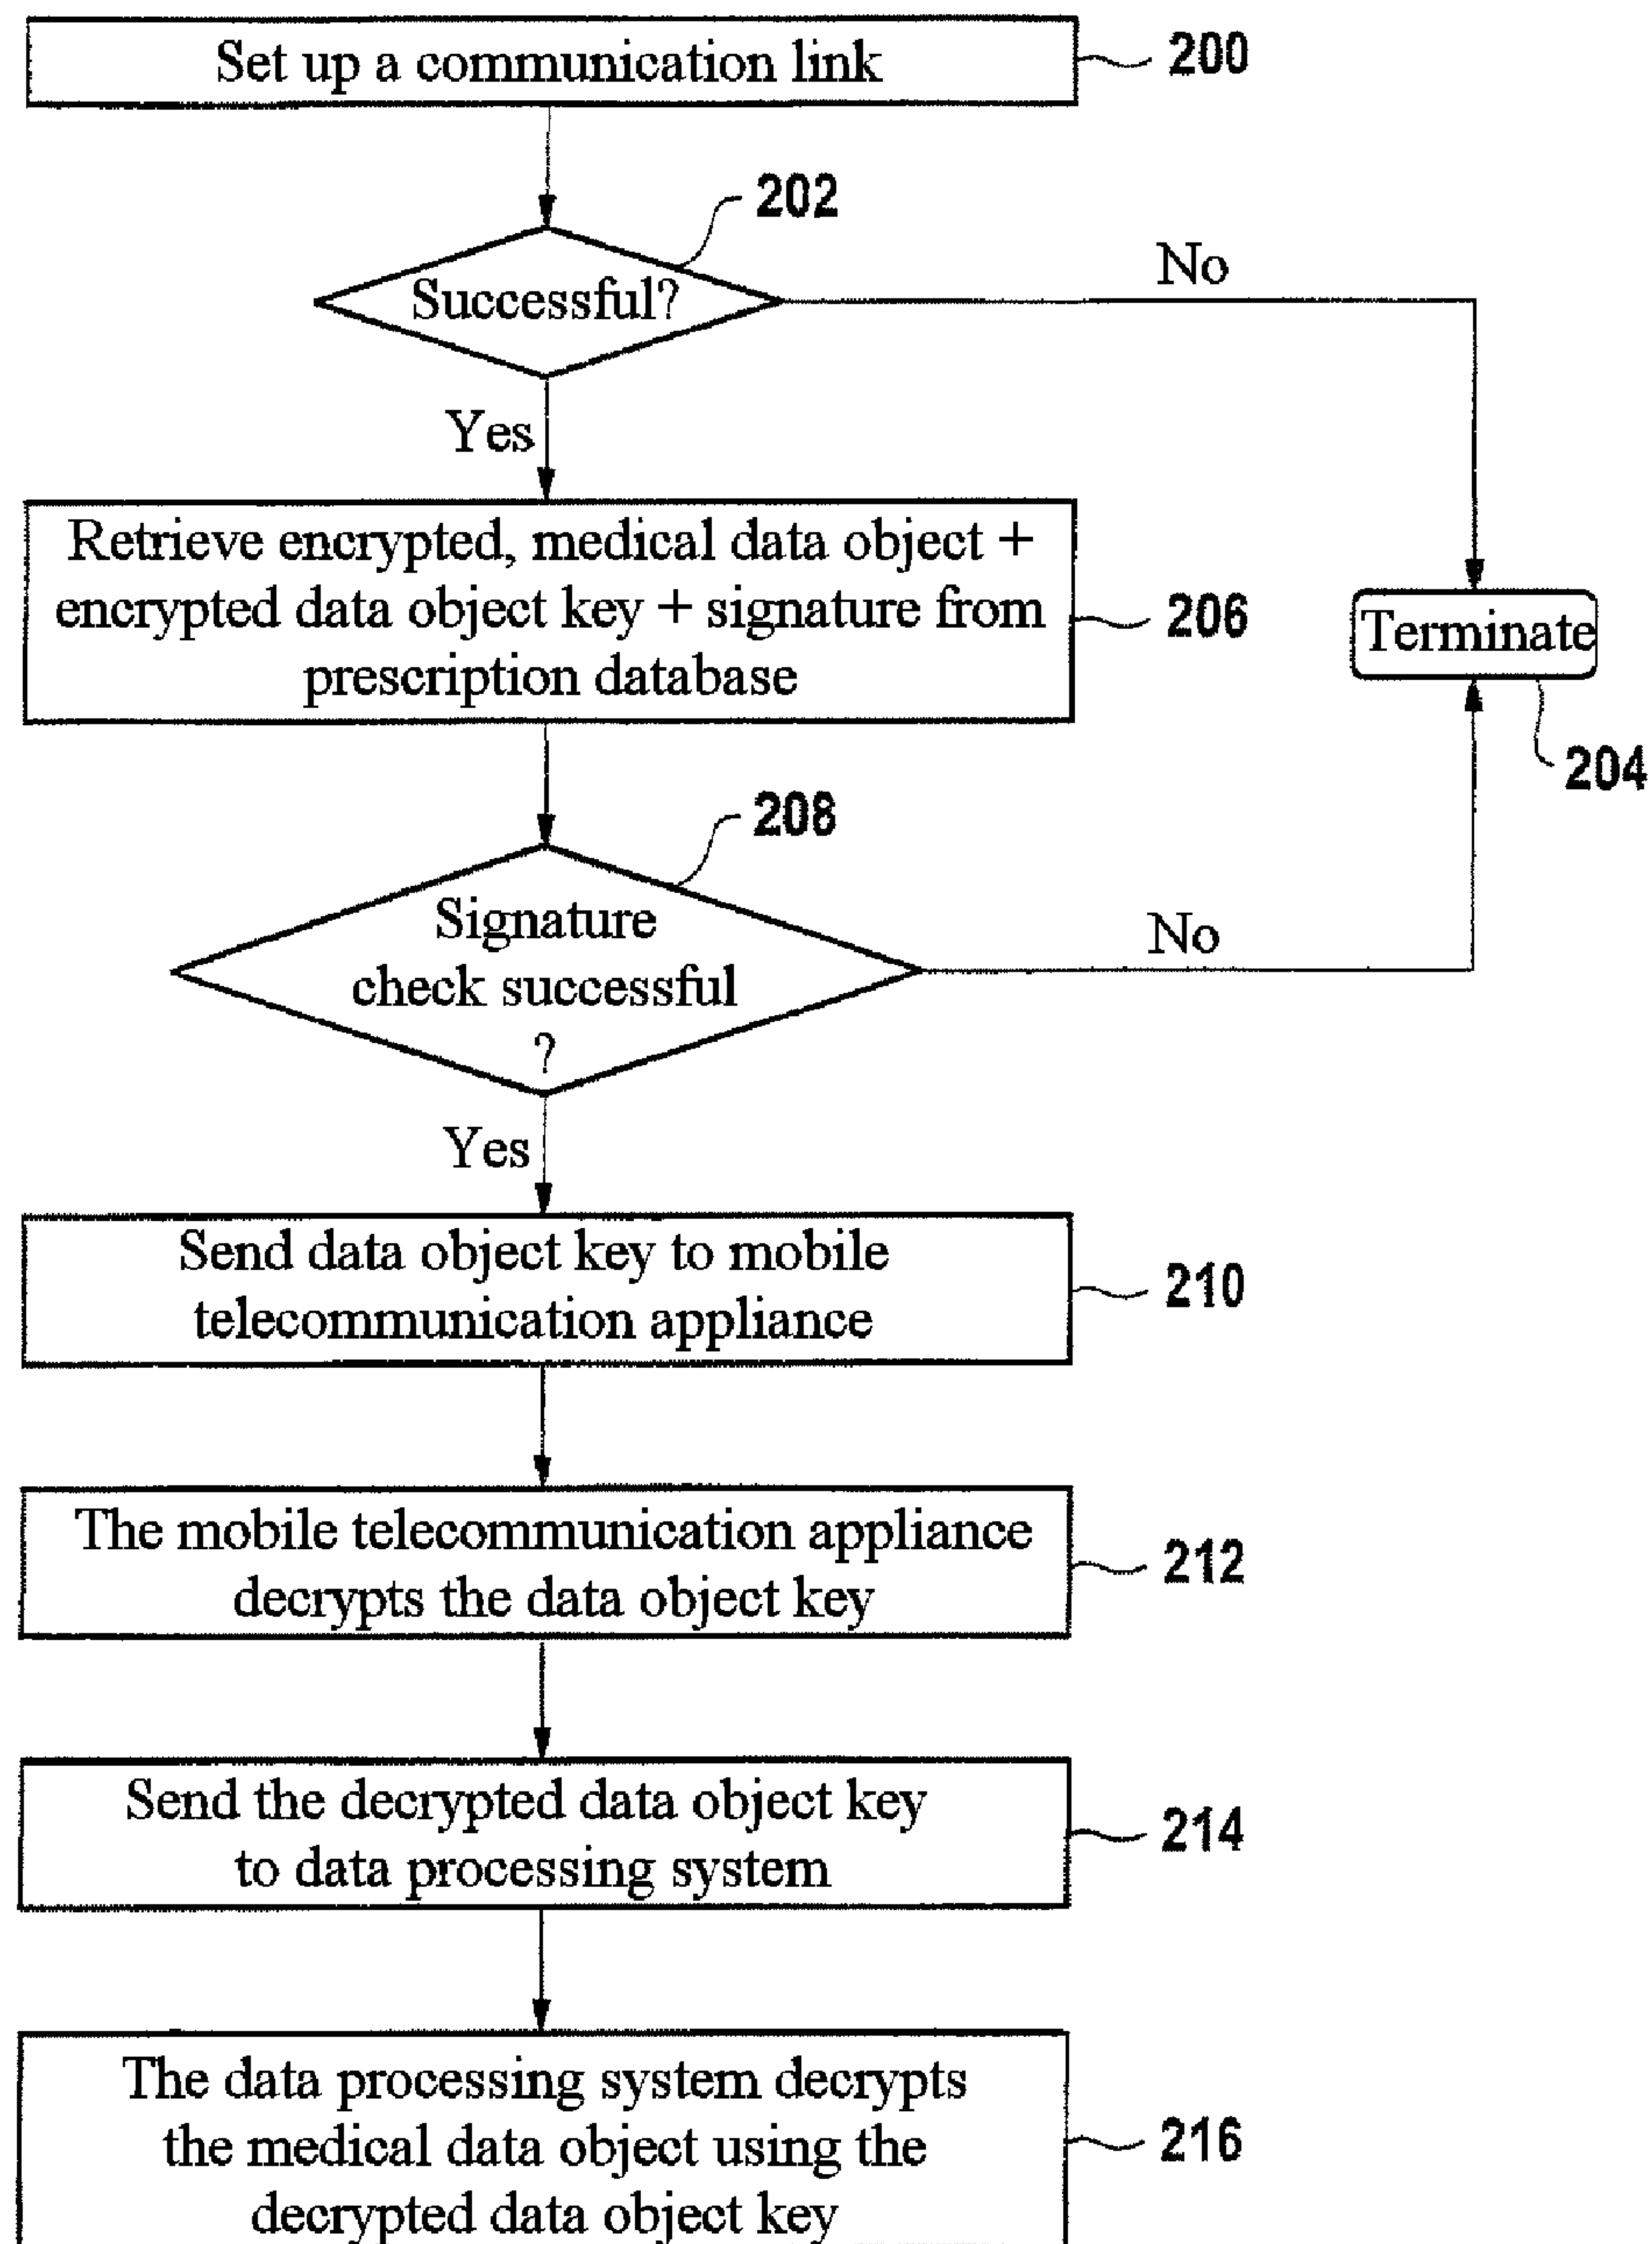 Set up a communication link
200
202
Successful?
No
Yes
Retrieve encrypted, medical data object +
encrypted data object key + signature from
prescription database
206
Terminate
204
208
Signature
check successful
?
No
Yes
Send data object key to mobile
telecommunication appliance
210
The mobile telecommunication appliance
decrypts the data object key
212
Send the decrypted data object key
to data processing system
214
The data processing system decrypts
the medical data object using the
decrypted data object key
216